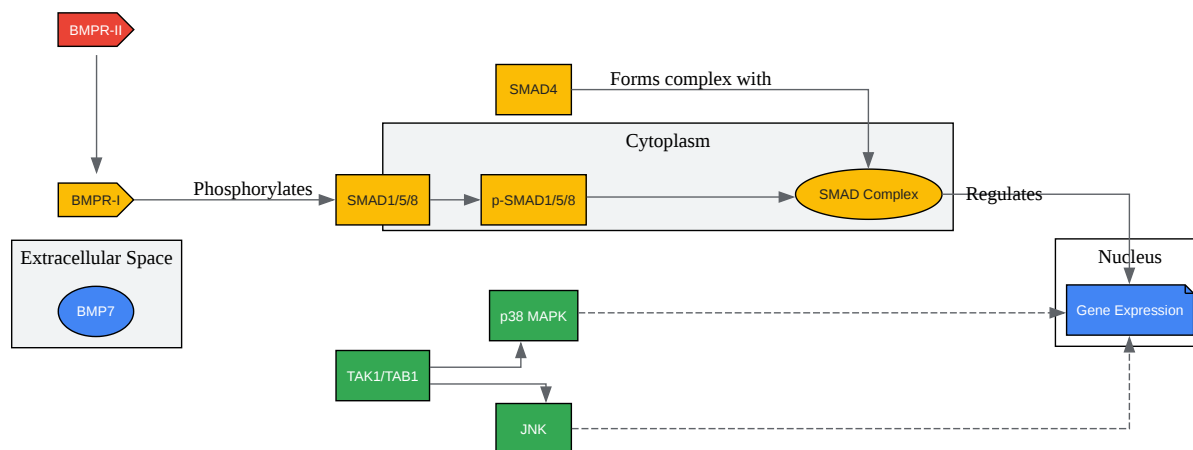 BMPR-II
SMAD4
Forms complex with
Cytoplasm
BMPR-I
Phosphorylates
SMAD1/5/8
p-SMAD1/5/8
SMAD Complex
Regulates
Extracellular Space
BMP7
Nucleus
Gene Expression
p38 MAPK
TAK1/TAB1
JNK